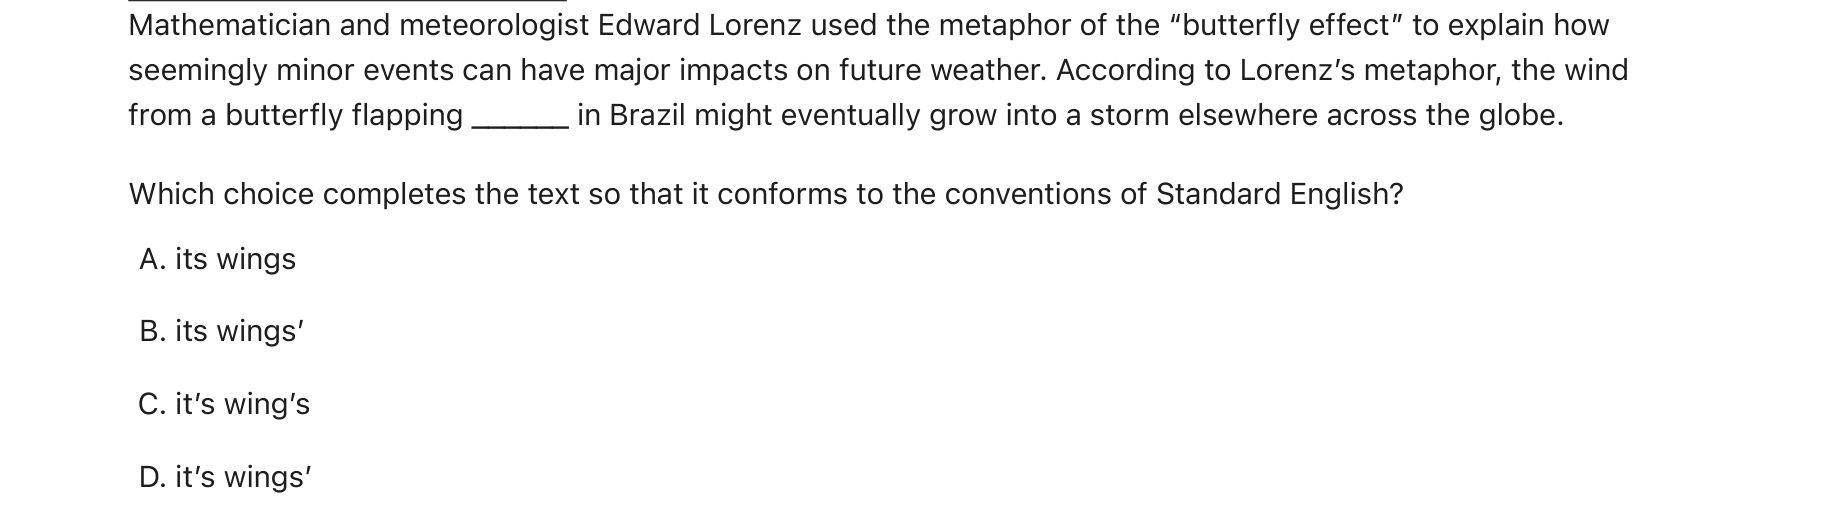 Mathematician and meteorologist Edward Lorenz used the metaphor of the “butterfly effect” to explain how
seemingly minor events can have major impacts on future weather. According to Lorenz’s metaphor, the wind
from a butterfly flapping ______ in Brazil might eventually grow into a storm elsewhere across the globe.
Which choice completes the text so that it conforms to the conventions of Standard English?
A. its wings
B. its wings’
C. it’s wing’s
D. it’s wings’